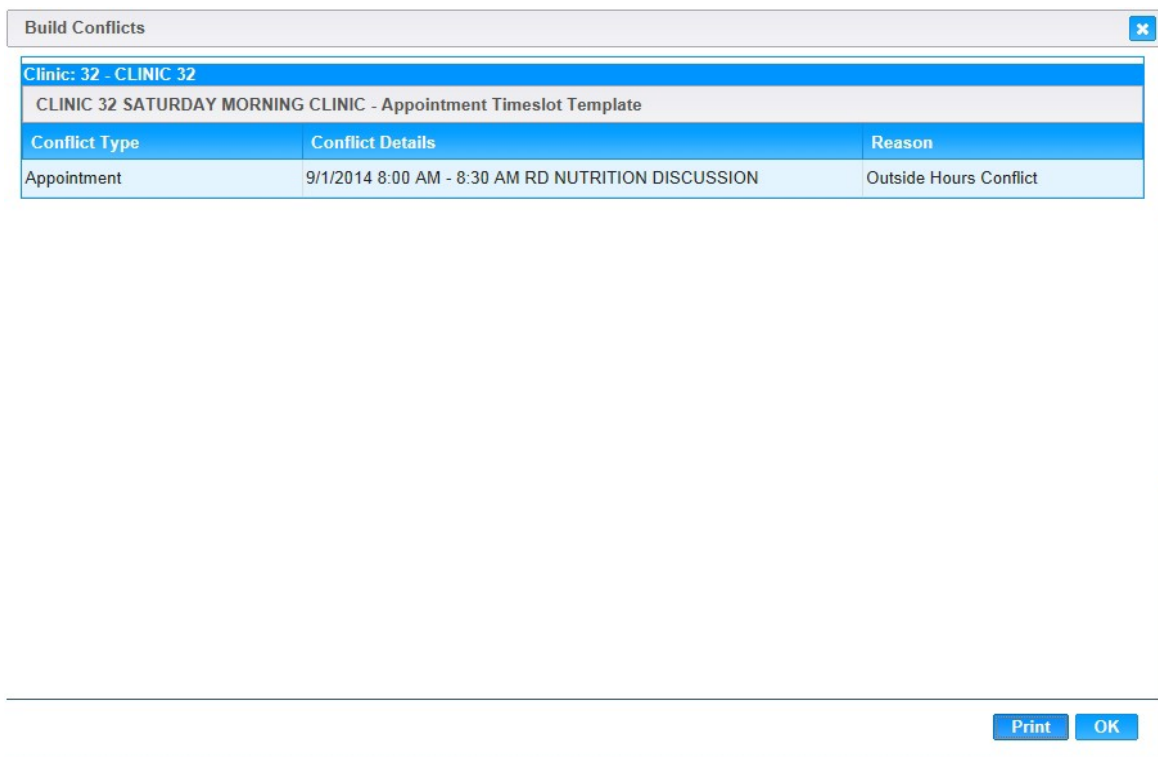 Build Conflicts
Clinic: 32 - CLINIC 32
CLINIC 32 SATURDAY MORNING CLINIC - Appointment Timeslot Template
Conflict Type Conflict Details Reason
Appointment 9/1/2014 8:00 AM - 8:30 AM RD NUTRITION DISCUSSION Outside Hours Conflict
Print OK